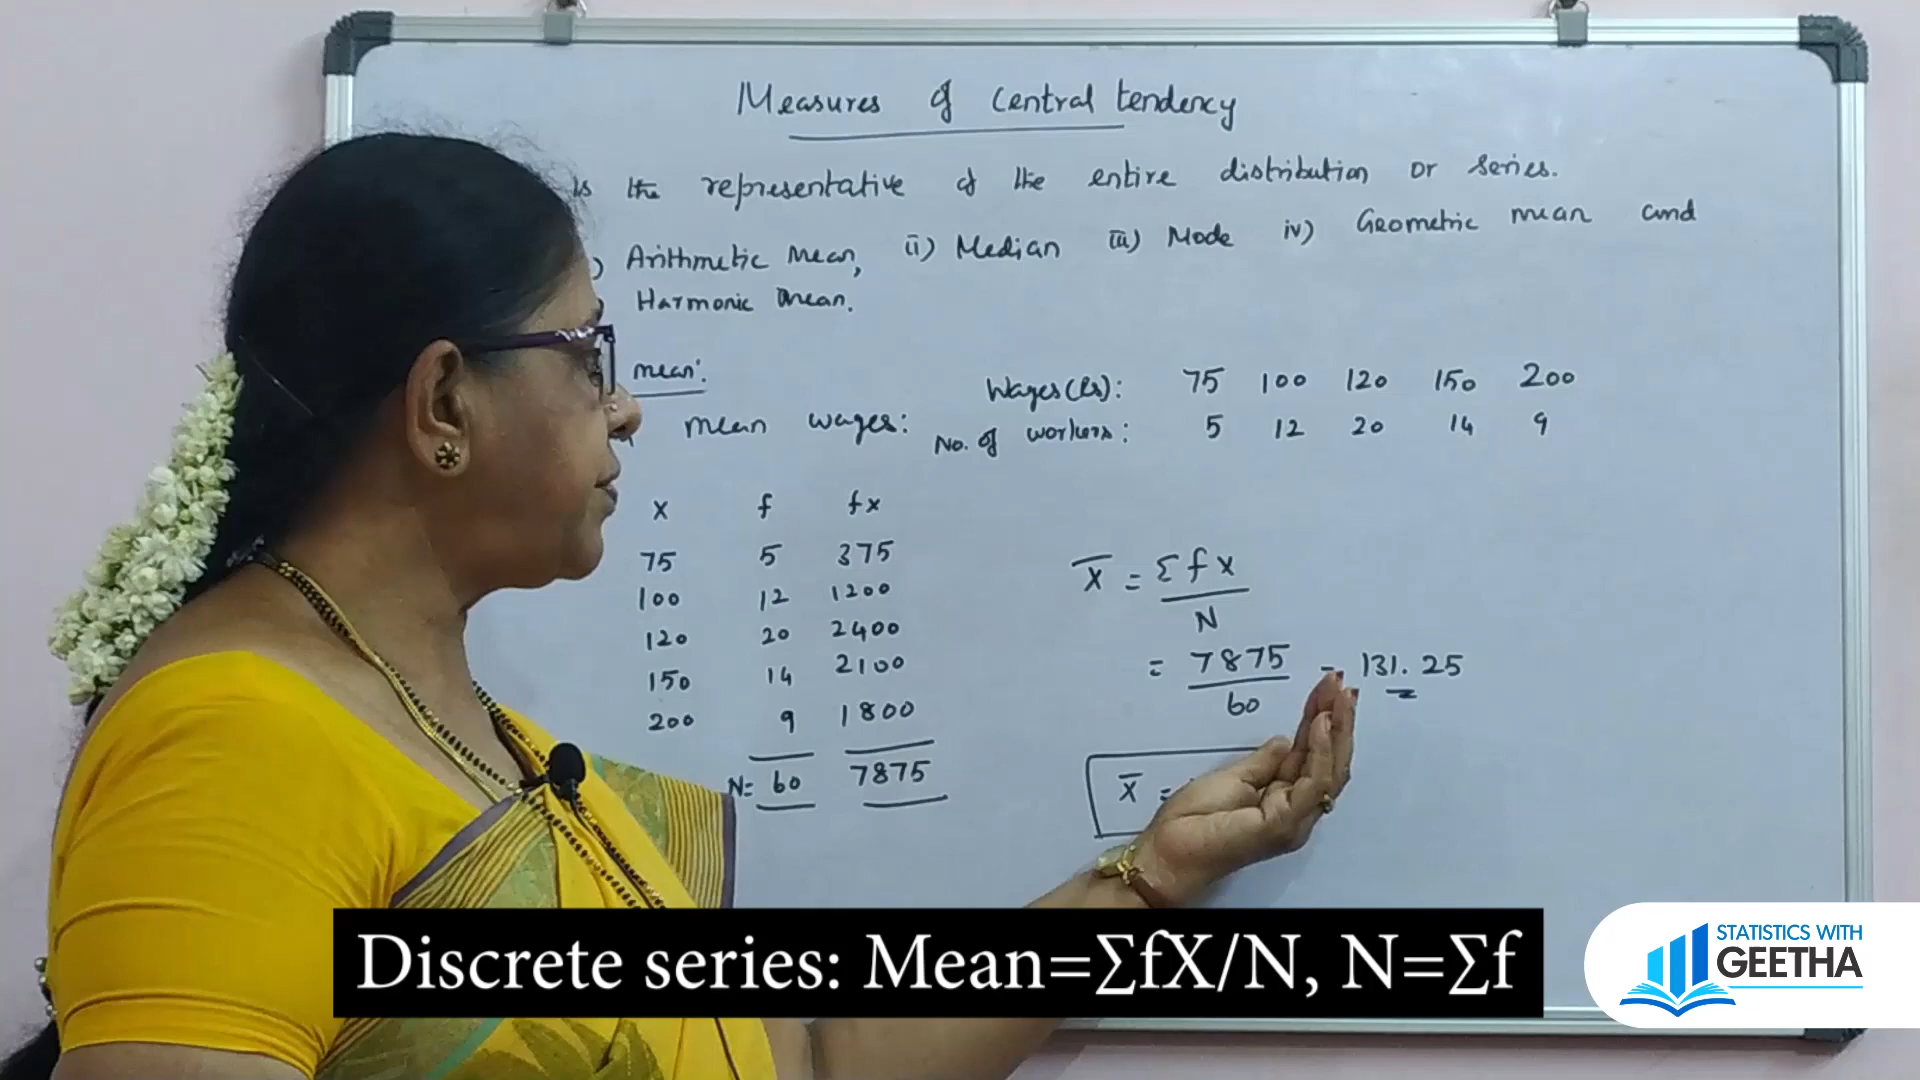 Measures of Central tendency
is the representative of the entire distribution or series.
) Arithmetic Mean, ii) Median iii) Mode iv) Geometric mean and
Harmonic Mean.
mean:
mean wages:
Wages(Rs): 75 100 120 150 200
No. of workers: 5 12 20 14 9
X f fx
75 5 375
100 12 1200
120 20 2400
150 14 2100
200 9 1800
N= 60 7875
X̅ = Σfx
N
= 7875 = 131.25
60
X̅ =
Discrete series: Mean=∑fX/N, N=∑f
STATISTICS WITH
GEETHA